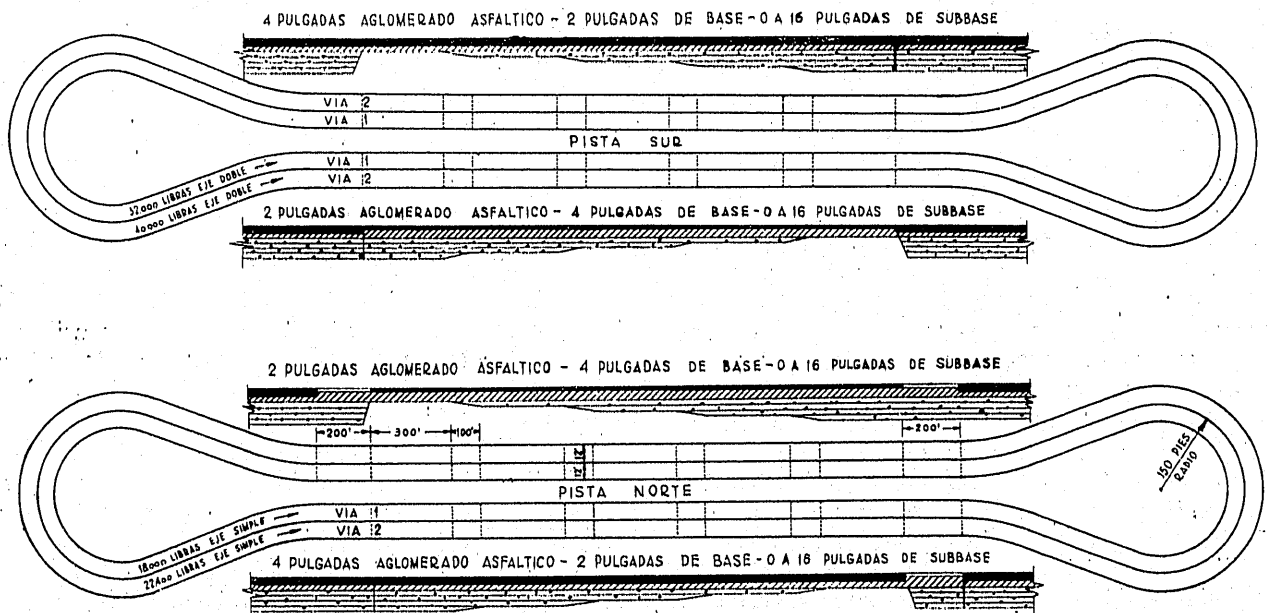 4 PULGADAS AGLOMERADO ASFALTICO - 2 PULGADAS DE BASE - 0 A 16 PULGADAS DE SUBBASE
VIA 2
VIA 1
PISTA SUR
VIA 1
VIA 2
32000 LIBRAS EJE DOBLE
40000 LIBRAS EJE DOBLE
2 PULGADAS AGLOMERADO ASFALTICO - 4 PULGADAS DE BASE - 0 A 16 PULGADAS DE SUBBASE
2 PULGADAS AGLOMERADO ASFALTICO - 4 PULGADAS DE BASE - 0 A 16 PULGADAS DE SUBBASE
200' 300' 100' 200'
12' 12'
150 PIES
RADIO
PISTA NORTE
VIA 1
VIA 2
18000 LIBRAS EJE SIMPLE
22400 LIBRAS EJE SIMPLE
4 PULGADAS AGLOMERADO ASFALTICO - 2 PULGADAS DE BASE - 0 A 16 PULGADAS DE SUBBASE